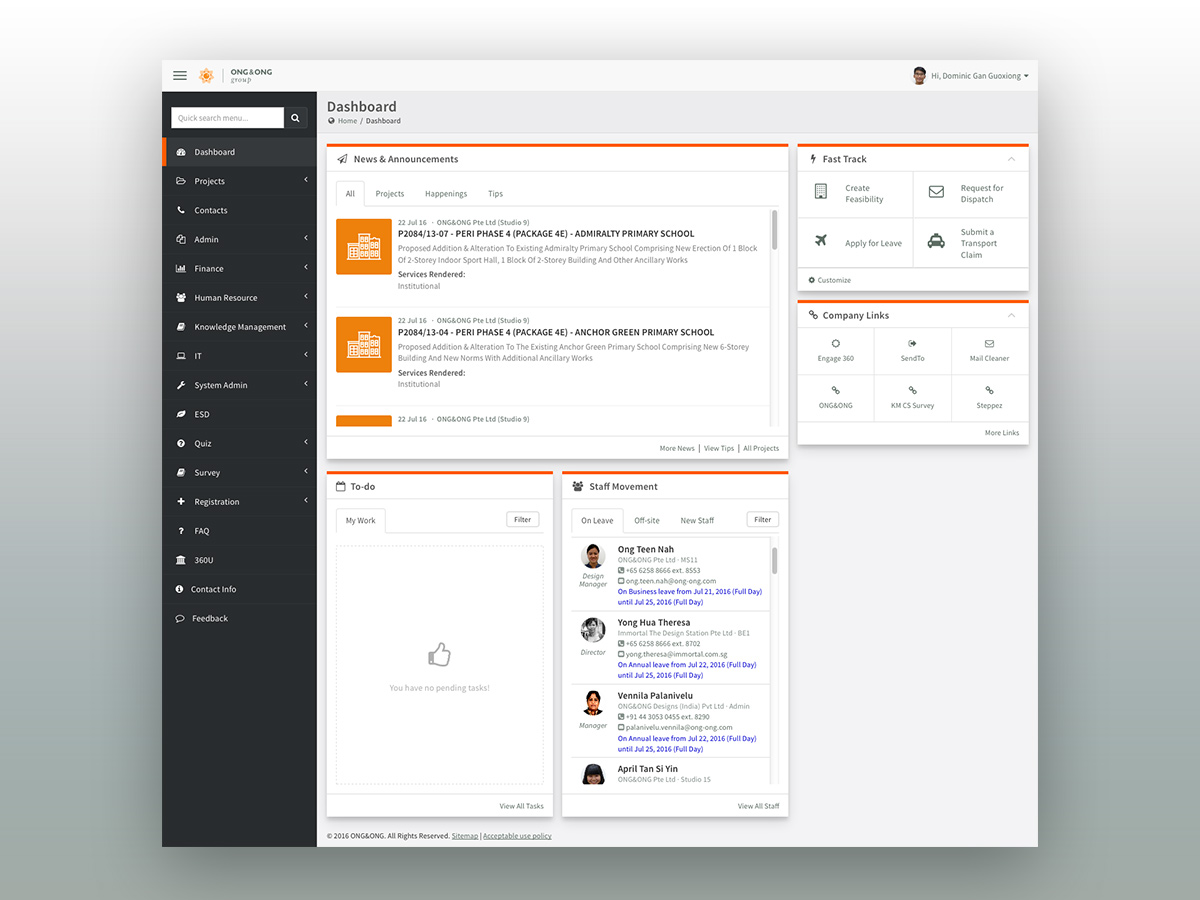 ONG&ONG
group
Hi, Dominic Gan Guoxiong
Quick search menu...
Dashboard
Projects
Contacts
Admin
Finance
Human Resource
Knowledge Management
IT
System Admin
ESD
Quiz
Survey
Registration
FAQ
360U
Contact Info
Feedback
Dashboard
Home / Dashboard
News & Announcements
All Projects Happenings Tips
22 Jul 16 · ONG&ONG Pte Ltd (Studio 9)
P2084/13-07 - PERI PHASE 4 (PACKAGE 4E) - ADMIRALTY PRIMARY SCHOOL
Proposed Addition & Alteration To Existing Admiralty Primary School Comprising New Erection Of 1 Block
Of 2-Storey Indoor Sport Hall, 1 Block Of 2-Storey Building And Other Ancillary Works
Services Rendered:
Institutional
22 Jul 16 · ONG&ONG Pte Ltd (Studio 9)
P2084/13-04 - PERI PHASE 4 (PACKAGE 4E) - ANCHOR GREEN PRIMARY SCHOOL
Proposed Addition & Alteration To The Existing Anchor Green Primary School Comprising New 6-Storey
Building And New Norms With Additional Ancillary Works
Services Rendered:
Institutional
22 Jul 16 · ONG&ONG Pte Ltd (Studio 9)
More News | View Tips | All Projects
Fast Track
Create
Feasibility
Request for
Dispatch
Apply for Leave
Submit a
Transport
Claim
Customize
Company Links
Engage 360
SendTo
Mail Cleaner
ONG&ONG
KM CS Survey
Steppez
More Links
To-do
My Work
Filter
You have no pending tasks!
View All Tasks
Staff Movement
On Leave Off-site New Staff
Filter
Design
Manager
Ong Teen Nah
ONG&ONG Pte Ltd · MS11
+65 6258 8666 ext. 8553
ong.teen.nah@ong-ong.com
On Business leave from Jul 21, 2016 (Full Day)
until Jul 25, 2016 (Full Day)
Director
Yong Hua Theresa
Immortal The Design Station Pte Ltd · BE1
+65 6258 8666 ext. 8702
yong.theresa@immortal.com.sg
On Annual leave from Jul 22, 2016 (Full Day)
until Jul 25, 2016 (Full Day)
Manager
Vennila Palanivelu
ONG&ONG Designs (India) Pvt Ltd · Admin
+91 44 3053 0455 ext. 8290
palanivelu.vennila@ong-ong.com
On Annual leave from Jul 22, 2016 (Full Day)
until Jul 25, 2016 (Full Day)
April Tan Si Yin
ONG&ONG Pte Ltd · Studio 15
View All Staff
© 2016 ONG&ONG. All Rights Reserved. Sitemap | Acceptable use policy